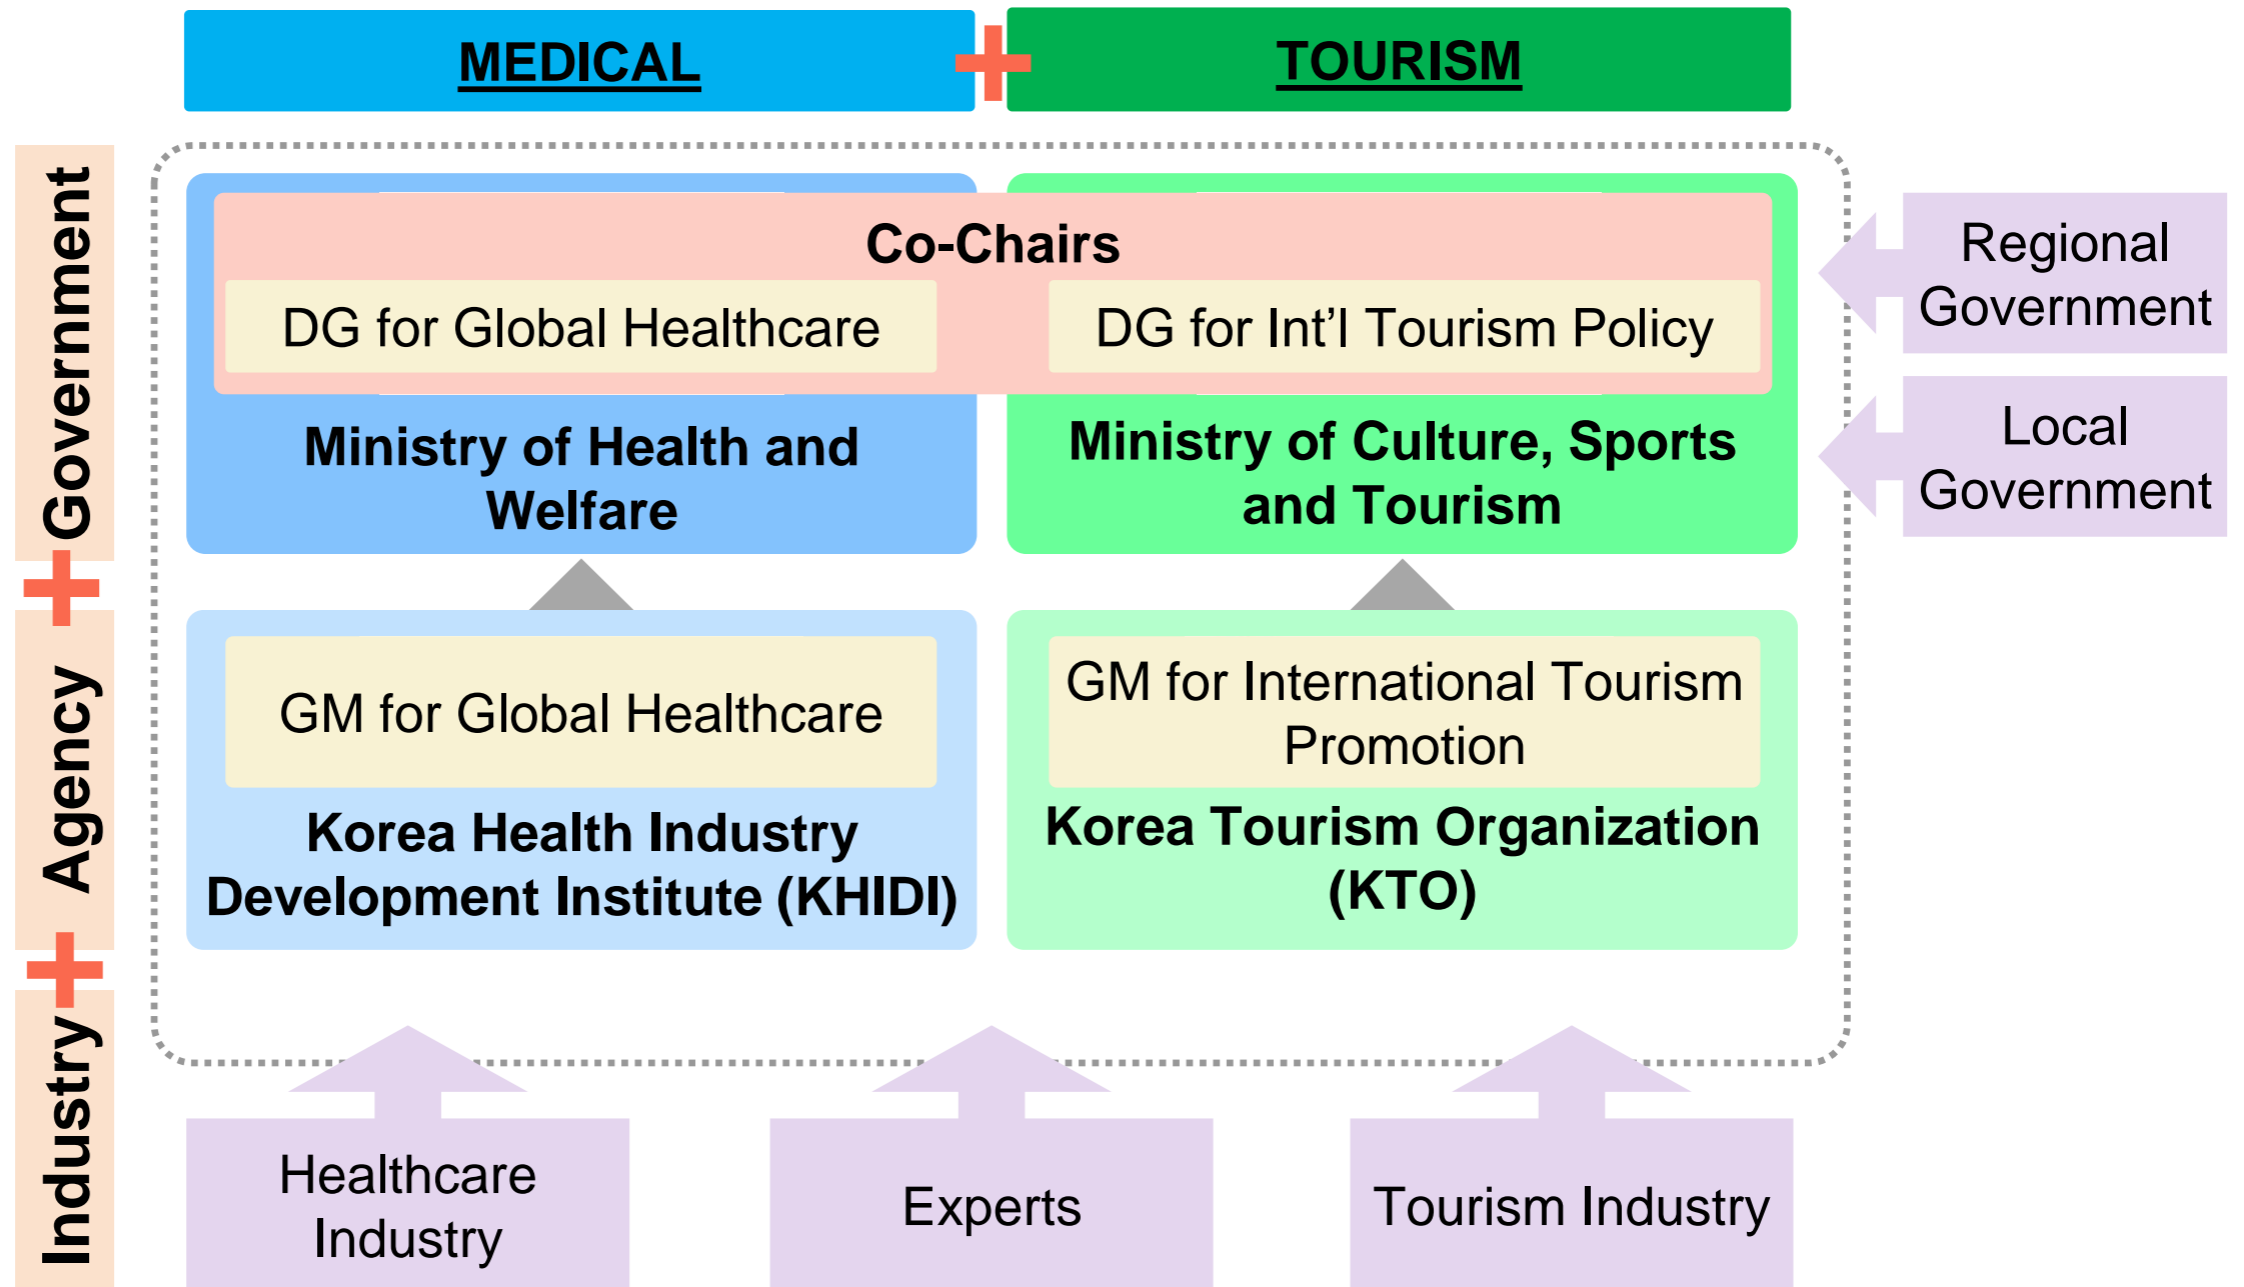 MEDICAL
TOURISM
Government
Co-Chairs
DG for Global Healthcare
DG for Int’l Tourism Policy
Ministry of Health and
Welfare
Ministry of Culture, Sports
and Tourism
Regional
Government
Local
Government
Agency
GM for Global Healthcare
GM for International Tourism
Promotion
Korea Health Industry
Development Institute (KHIDI)
Korea Tourism Organization
(KTO)
Industry
Healthcare
Industry
Experts
Tourism Industry